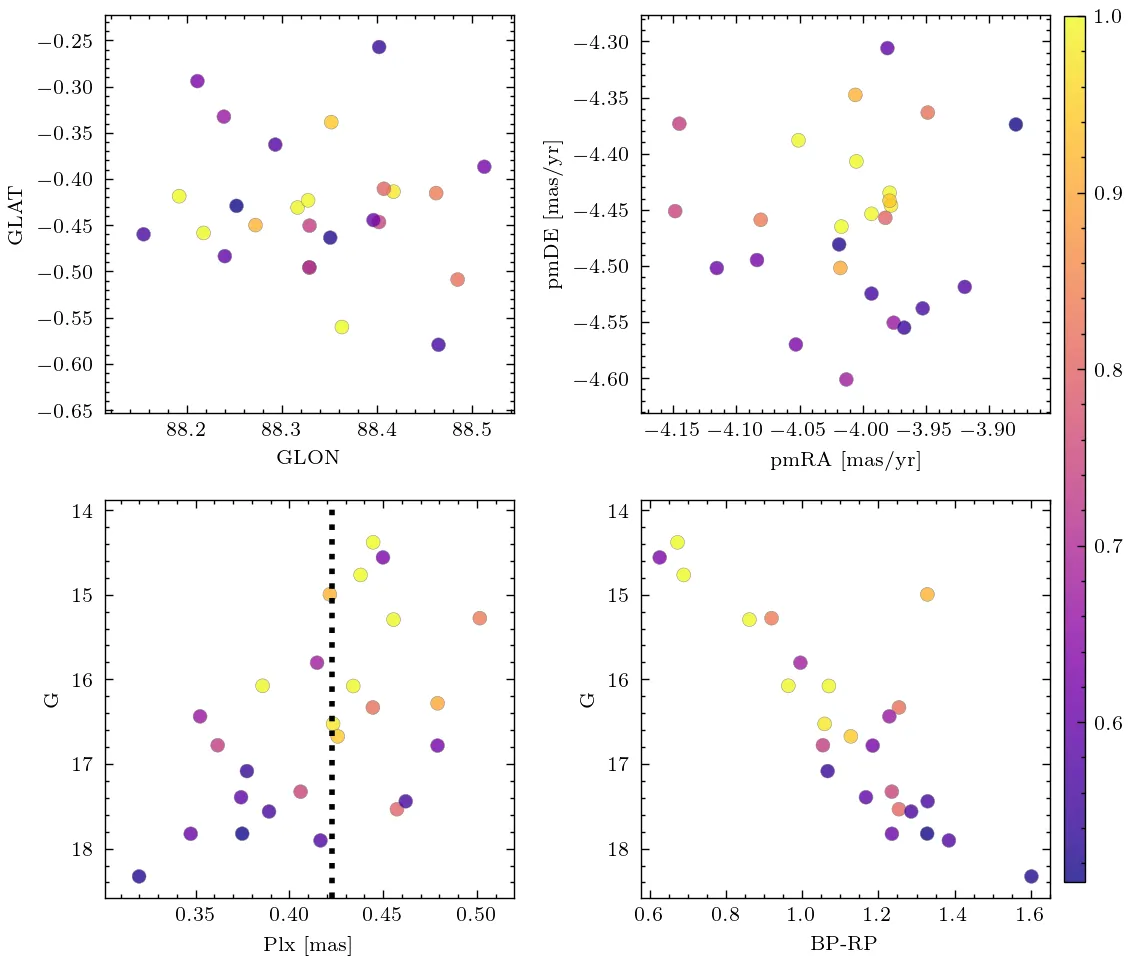 −0.25
−0.30
−0.35
−0.40
−0.45
−0.50
−0.55
−0.60
−0.65
GLAT
88.2 88.3 88.4 88.5
GLON
−4.30
−4.35
−4.40
−4.45
−4.50
−4.55
−4.60
pmDE [mas/yr]
−4.15 −4.10 −4.05 −4.00 −3.95 −3.90
pmRA [mas/yr]
1.0
0.9
0.8
0.7
0.6
14
15
16
17
18
G
0.35 0.40 0.45 0.50
Plx [mas]
14
15
16
17
18
G
0.6 0.8 1.0 1.2 1.4 1.6
BP-RP